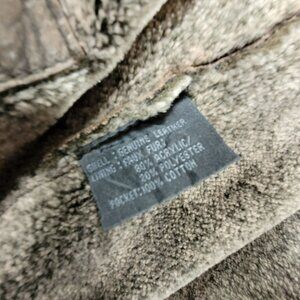 SHELL: GENUINE LEATHER
LINING: FAUX FUR/
80% ACRYLIC/
20% POLYESTER
POCKET:100% COTTON